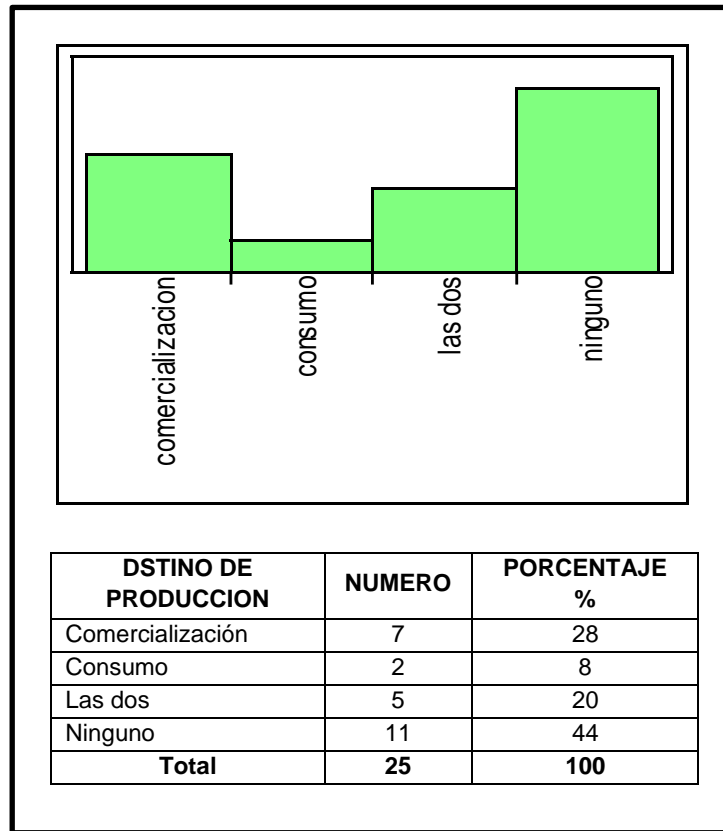 comercializacion
consumo
las dos
ninguno
DSTINO DE PRODUCCION NUMERO PORCENTAJE %
Comercialización 7 28
Consumo 2 8
Las dos 5 20
Ninguno 11 44
Total 25 100